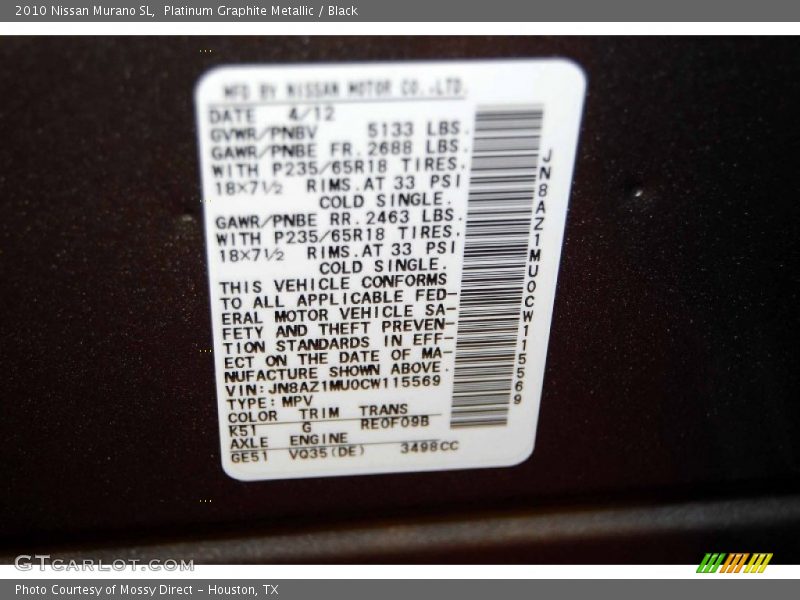 2010 Nissan Murano SL, Platinum Graphite Metallic / Black
MFD BY NISSAN MOTOR CO.,LTD.
DATE 4/12
GVWR/PNBV 5133 LBS.
GAWR/PNBE FR. 2688 LBS.
WITH P235/65R18 TIRES.
18×7½ RIMS. AT 33 PSI
COLD SINGLE.
GAWR/PNBE RR. 2463 LBS.
WITH P235/65R18 TIRES.
18×7½ RIMS. AT 33 PSI
COLD SINGLE.
THIS VEHICLE CONFORMS
TO ALL APPLICABLE FED-
ERAL MOTOR VEHICLE SA-
FETY AND THEFT PREVEN-
TION STANDARDS IN EFF-
ECT ON THE DATE OF MA-
NUFACTURE SHOWN ABOVE.
VIN:JN8AZ1MU0CW115569
TYPE:MPV
COLOR TRIM TRANS
K51 G RE0F09B
AXLE ENGINE
GE51 VQ35(DE) 3498CC
JN8AZ1MU0CW115569
GTCARLOT.COM
Photo Courtesy of Mossy Direct - Houston, TX